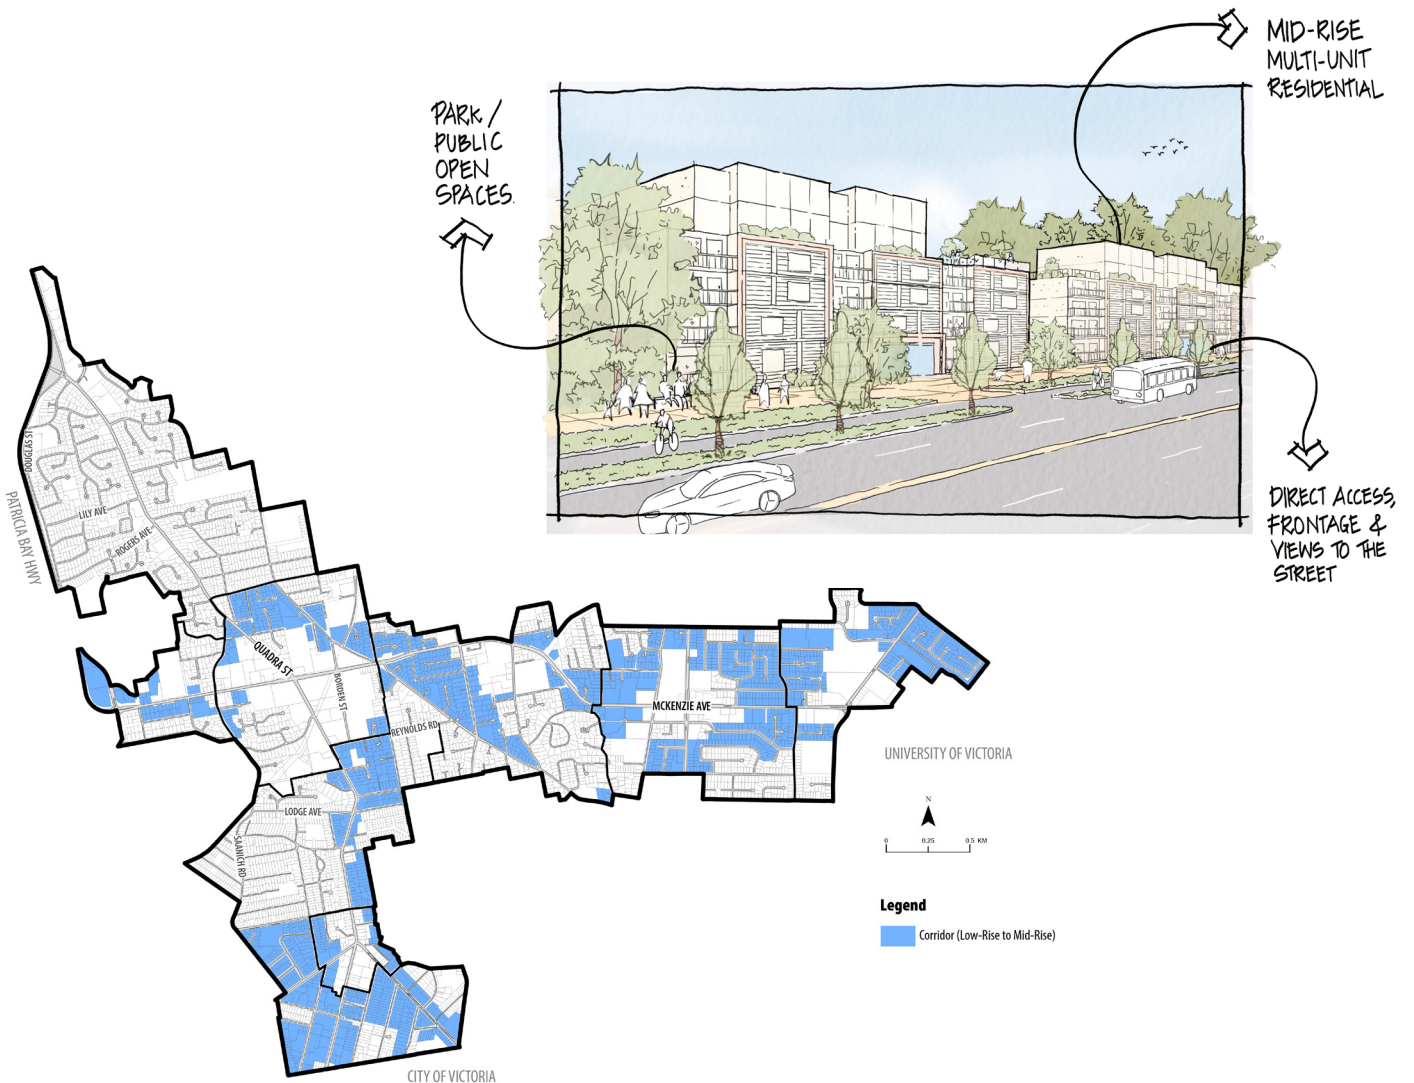 MID-RISE
MULTI-UNIT
RESIDENTIAL
PARK /
PUBLIC
OPEN
SPACES.
DIRECT ACCESS,
FRONTAGE &
VIEWS TO THE
STREET
DOUGLAS ST
PATRICIA BAY HWY
LILY AVE
ROGERS AVE
QUADRA ST
BORDEN ST
REYNOLDS RD
MCKENZIE AVE
UNIVERSITY OF VICTORIA
LODGE AVE
SAANICH RD
N
0 0.25 0.5 KM
Legend
Corridor (Low-Rise to Mid-Rise)
CITY OF VICTORIA